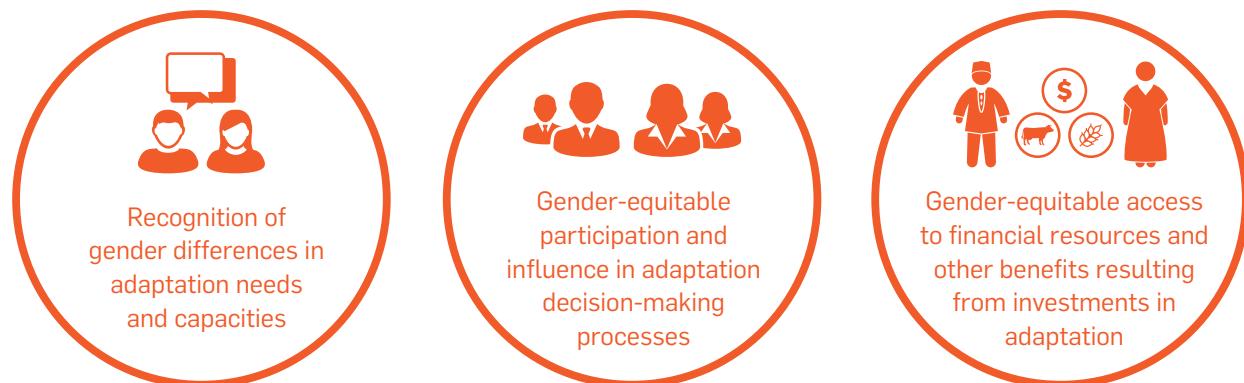 $
Recognition of
gender differences in
adaptation needs
and capacities
Gender-equitable
participation and
influence in adaptation
decision-making
processes
Gender-equitable access
to financial resources and
other benefits resulting
from investments in
adaptation